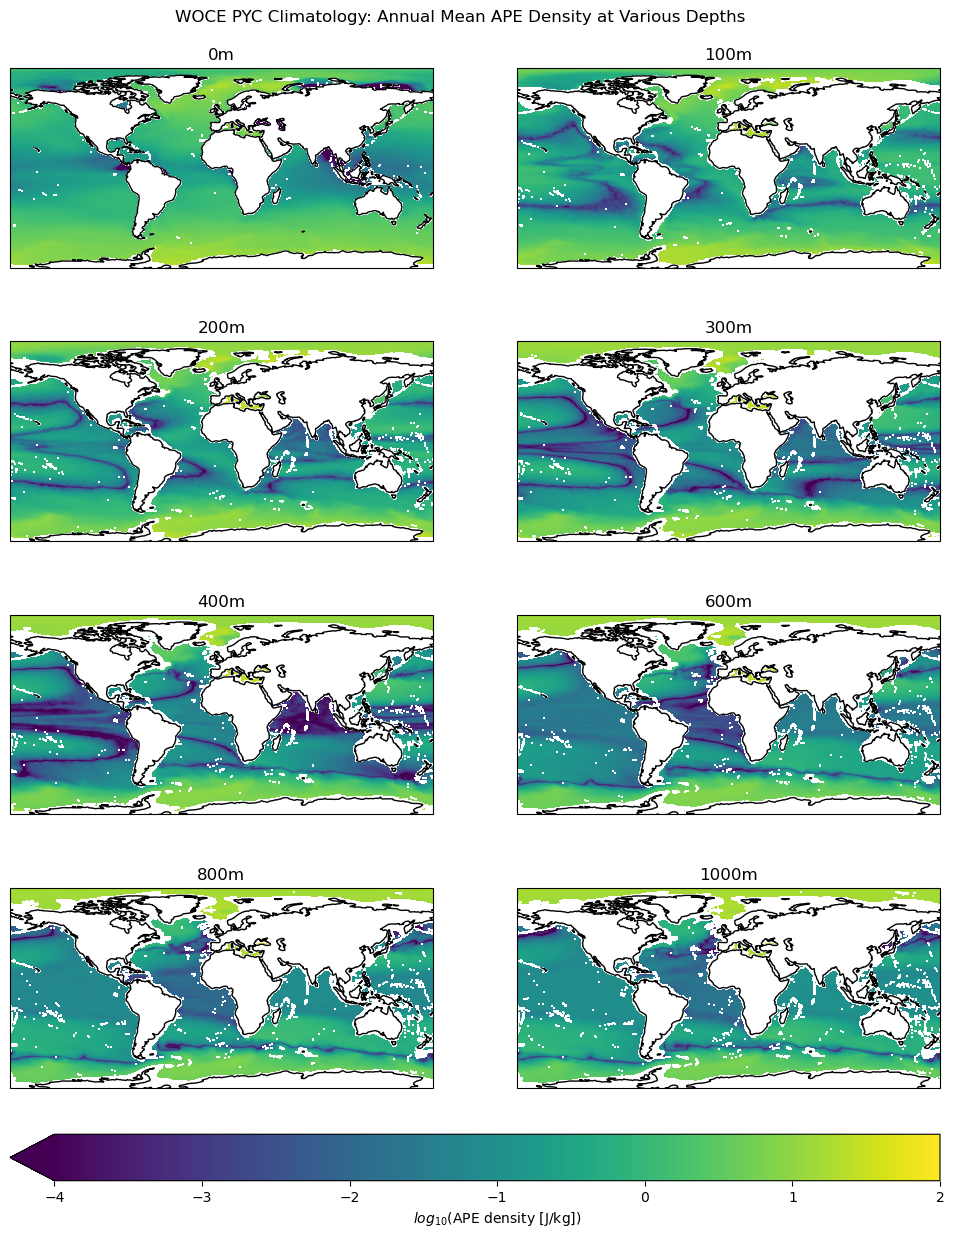 WOCE PYC Climatology: Annual Mean APE Density at Various Depths
0m
100m
200m
300m
400m
600m
800m
1000m
−4
−3
−2
−1
0
1
2
log10(APE density [J/kg])